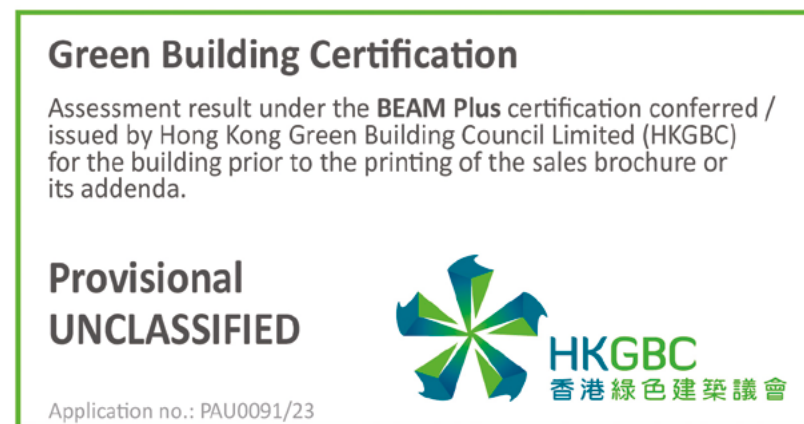 Green Building Certification
Assessment result under the BEAM Plus certification conferred /
issued by Hong Kong Green Building Council Limited (HKGBC)
for the building prior to the printing of the sales brochure or
its addenda.
Provisional
UNCLASSIFIED
HKGBC
香港綠色建築議會
Application no.: PAU0091/23